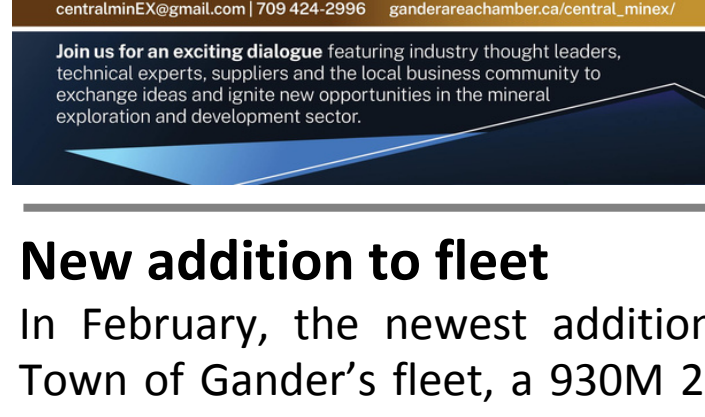 centralminEX@gmail.com | 709 424-2996 ganderareachamber.ca/central_minex/
Join us for an exciting dialogue featuring industry thought leaders,
technical experts, suppliers and the local business community to
exchange ideas and ignite new opportunities in the mineral
exploration and development sector.
New addition to fleet
In February, the newest addition
Town of Gander’s fleet, a 930M 2